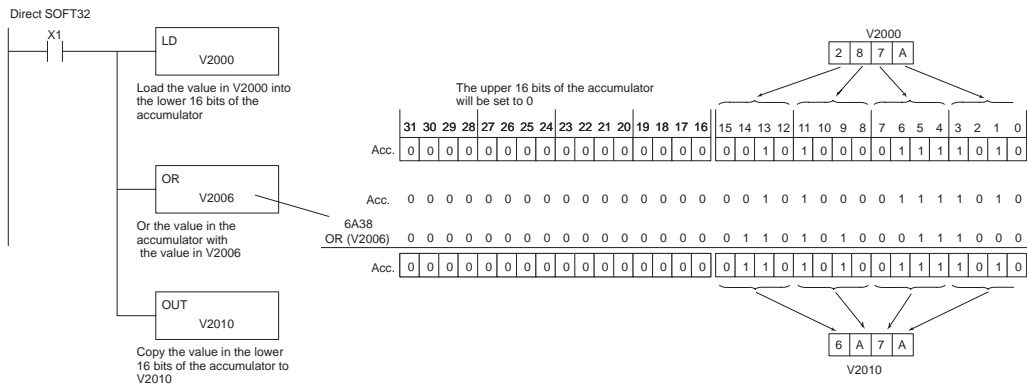 Direct SOFT32
X1
LD
V2000
Load the value in V2000 into
the lower 16 bits of the
accumulator
OR
V2006
Or the value in the
accumulator with
the value in V2006
OUT
V2010
Copy the value in the lower
16 bits of the accumulator to
V2010
V2000
2 8 7 A
The upper 16 bits of the accumulator
will be set to 0
31 30 29 28 27 26 25 24 23 22 21 20 19 18 17 16 15 14 13 12 11 10 9 8 7 6 5 4 3 2 1 0
Acc. 0 0 0 0 0 0 0 0 0 0 0 0 0 0 0 0 0 0 1 0 1 0 0 0 0 1 1 1 1 0 1 0
Acc. 0 0 0 0 0 0 0 0 0 0 0 0 0 0 0 0 0 0 1 0 1 0 0 0 0 1 1 1 1 0 1 0
6A38
OR (V2006) 0 0 0 0 0 0 0 0 0 0 0 0 0 0 0 0 0 1 1 0 1 0 1 0 0 0 1 1 1 0 0 0
Acc. 0 0 0 0 0 0 0 0 0 0 0 0 0 0 0 0 0 1 1 0 1 0 1 0 0 1 1 1 1 0 1 0
6 A 7 A
V2010